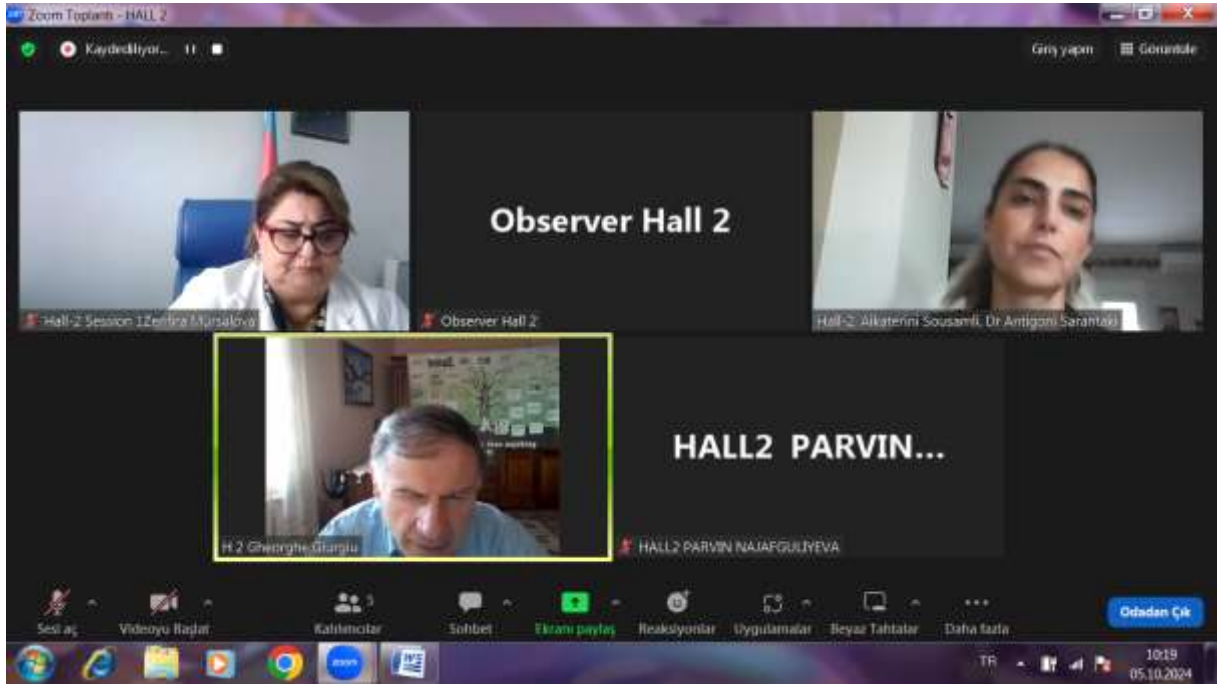 Zoom Toplantı - HALL 2
Kaydediliyor...
Giriş yapın
Görüntüle
Observer Hall 2
Hall-2 Session 1Zemfira Mursalova
Observer Hall 2
Hall-2, Aikaterini Sousamli, Dr Antigoni Sarantaki
HALL2 PARVIN...
H 2 Gheorghe Giurgiu
HALL2 PARVIN NAJAFGULIYEVA
Sesi aç
Videoyu Başlat
Katılımcılar
5
Sohbet
Ekranı paylaş
Reaksiyonlar
Uygulamalar
Beyaz Tahtalar
Daha fazla
Odadan Çık
zoom
TR
10:19
05.10.2024